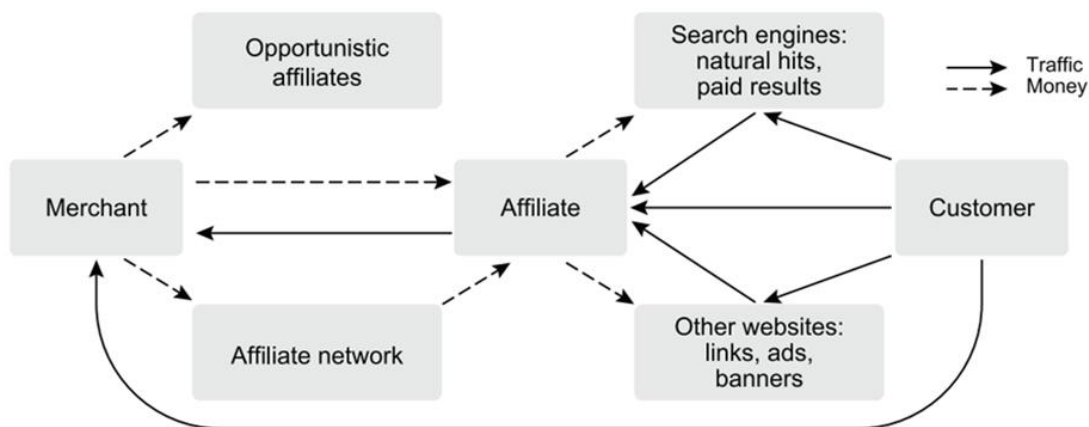 Opportunistic
affiliates
Search engines:
natural hits,
paid results
Traffic
Money
Merchant
Affiliate
Customer
Affiliate network
Other websites:
links, ads,
banners